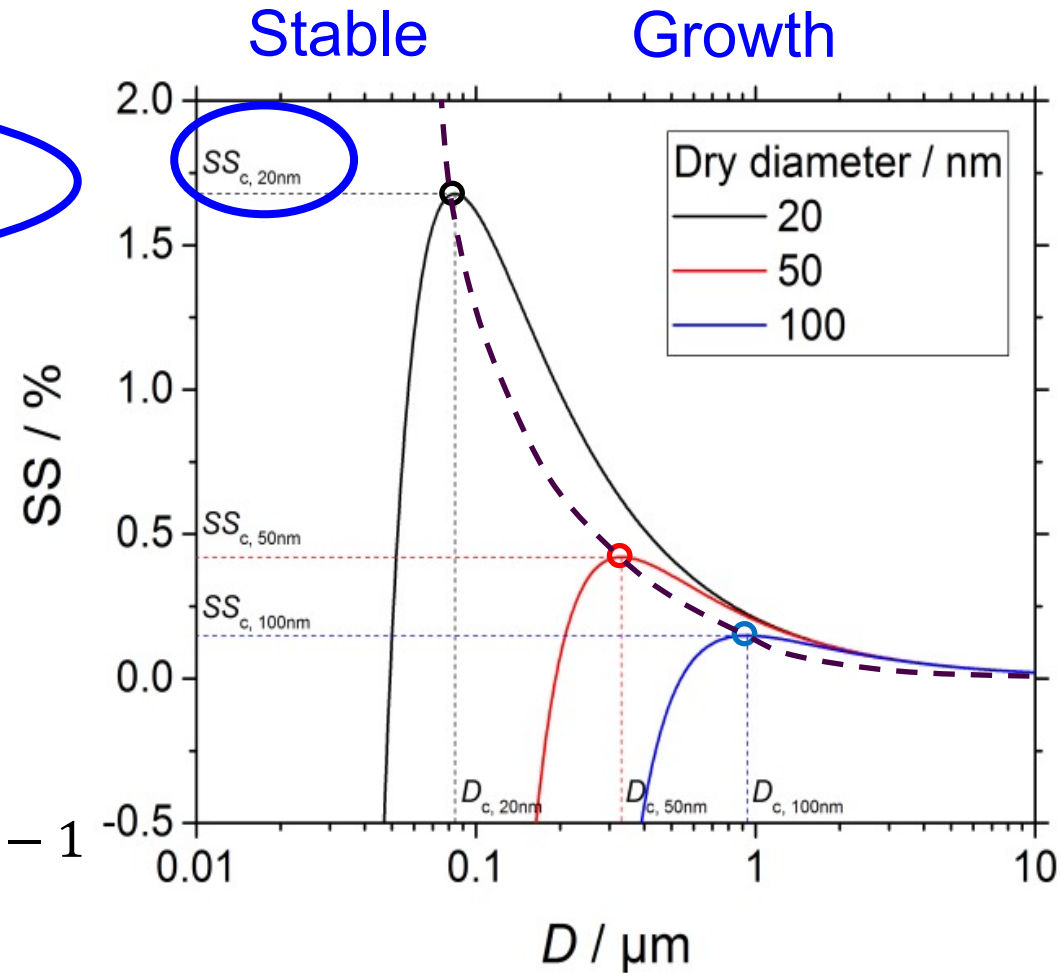 Stable Growth
2.0
1.5
1.0
0.5
0.0
-0.5
SS / %
SSc, 20nm
SSc, 50nm
SSc, 100nm
Dry diameter / nm
20
50
100
Dc, 20nm Dc, 50nm Dc, 100nm
− 1
0.01 0.1 1 10
D / μm